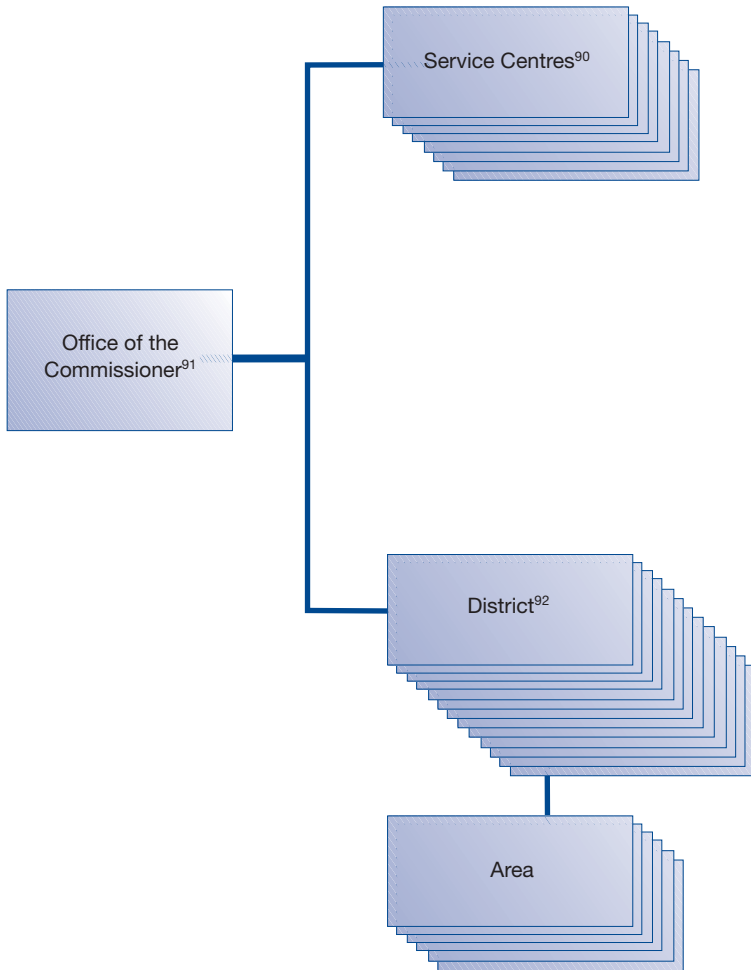 Service Centres⁹⁰
Office of the
Commissioner⁹¹
District⁹²
Area